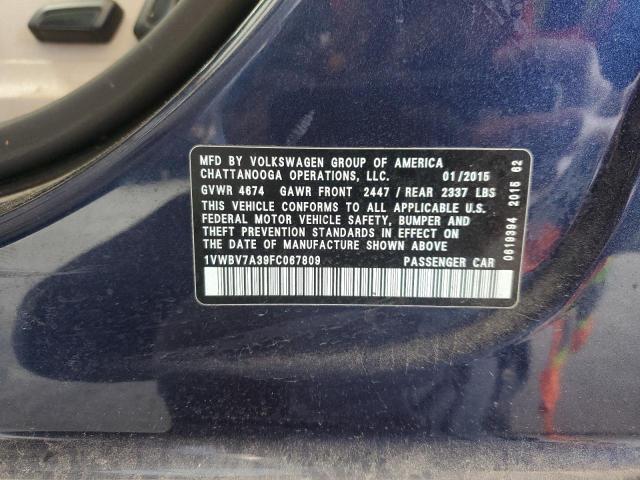 MFD BY VOLKSWAGEN GROUP OF AMERICA
CHATTANOOGA OPERATIONS, LLC. 01/2015
GVWR 4674 GAWR FRONT 2447 / REAR 2337 LBS
THIS VEHICLE CONFORMS TO ALL APPLICABLE U.S.
FEDERAL MOTOR VEHICLE SAFETY, BUMPER AND
THEFT PREVENTION STANDARDS IN EFFECT ON
THE DATE OF MANUFACTURE SHOWN ABOVE
1VWBV7A39FC067809 PASSENGER CAR
0619394 2015 62